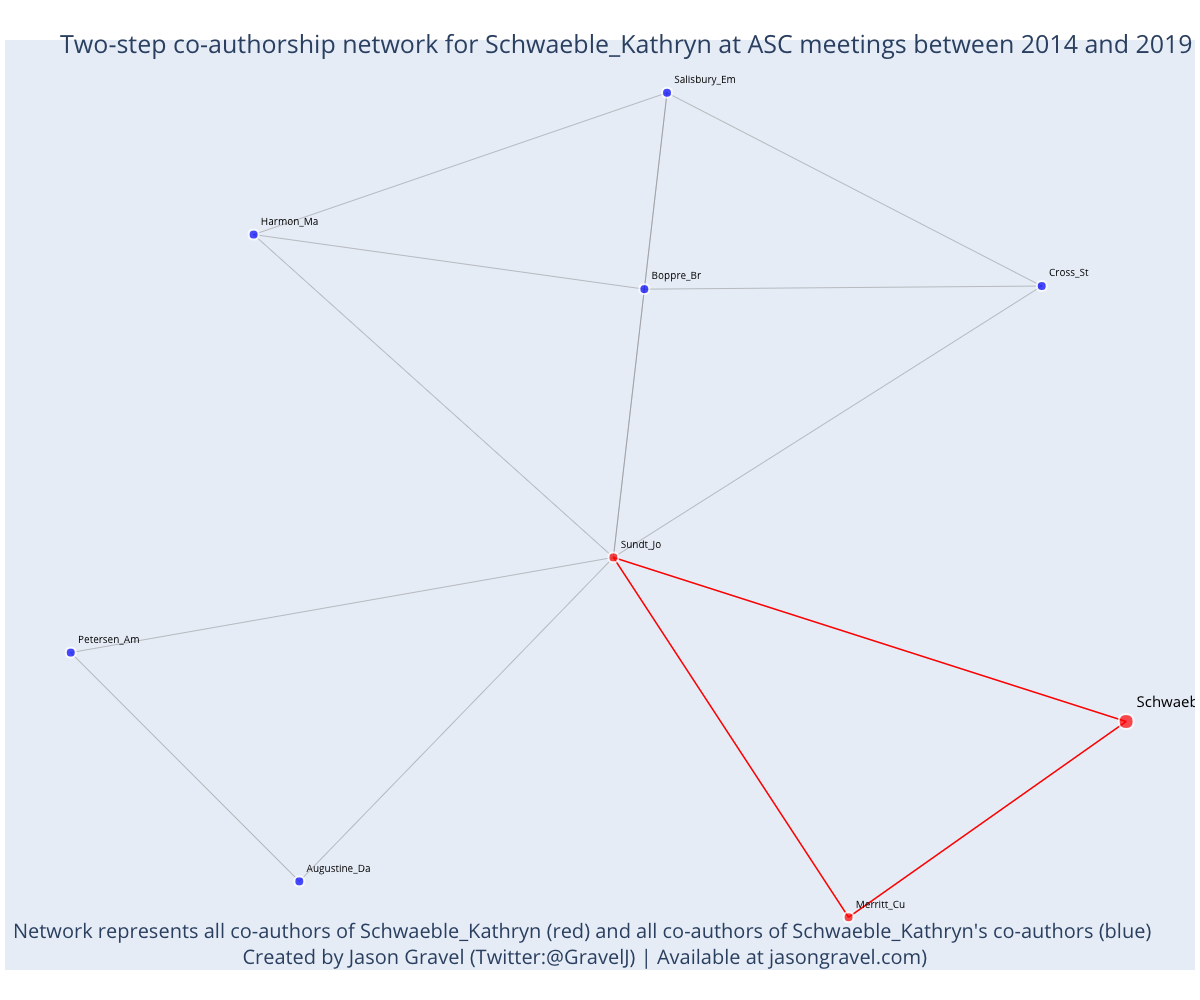 Two-step co-authorship network for Schwaeble_Kathryn at ASC meetings between 2014 and 2019
Salisbury_Em
Harmon_Ma
Boppre_Br
Cross_St
Sundt_Jo
Petersen_Am
Schwaeb
Augustine_Da
Merritt_Cu
Network represents all co-authors of Schwaeble_Kathryn (red) and all co-authors of Schwaeble_Kathryn's co-authors (blue)
Created by Jason Gravel (Twitter:@GravelJ) | Available at jasongravel.com)